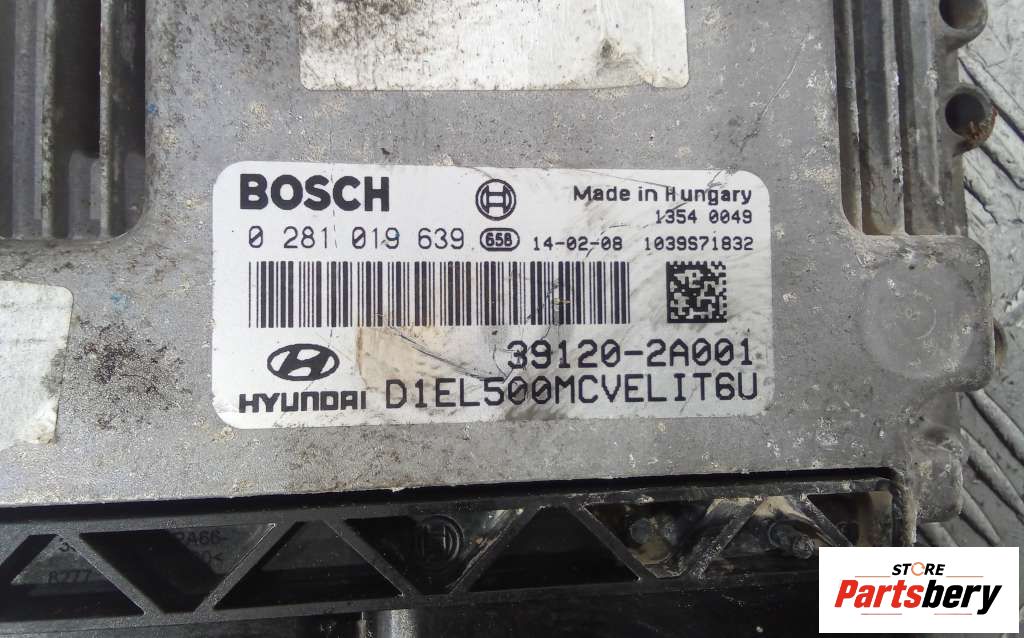 BOSCH
Made in Hungary
1354 0049
0 281 019 639 658 14-02-08 1039S71832
39120-2A001
HYUNDAI D1EL500MCVELIT6U
STORE
Partsbery